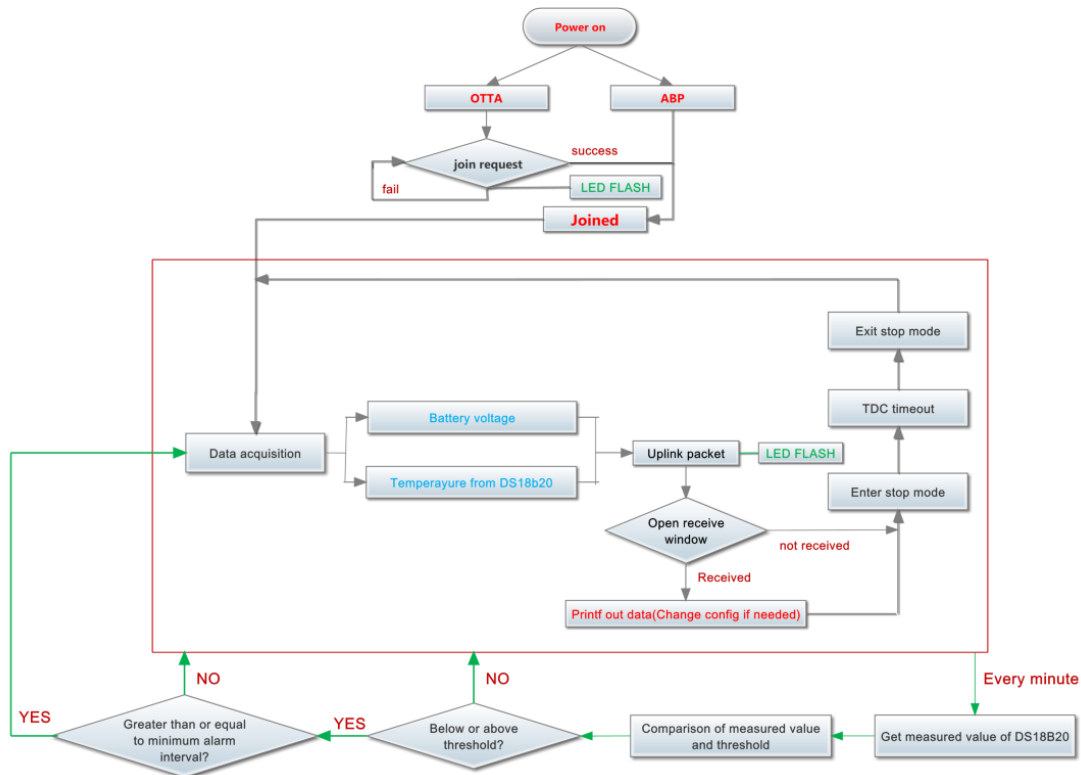 Power on
OTTA
ABP
join request
success
fail
LED FLASH
Joined
Exit stop mode
TDC timeout
Battery voltage
Data acquisition
Uplink packet
LED FLASH
Temperayure from DS18b20
Enter stop mode
Open receive
window
not received
Received
Printf out data(Change config if needed)
NO
NO
Every minute
YES
Greater than or equal
to minimum alarm
interval?
YES
Below or above
threshold?
Comparison of measured value
and threshold
Get measured value of DS18B20